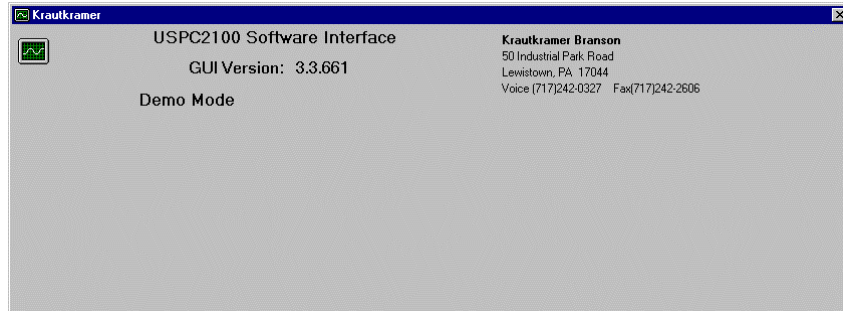 Krautkramer
USPC2100 Software Interface
GUI Version: 3.3.661
Demo Mode
Krautkramer Branson
50 Industrial Park Road
Lewistown, PA 17044
Voice (717)242-0327 Fax(717)242-2606